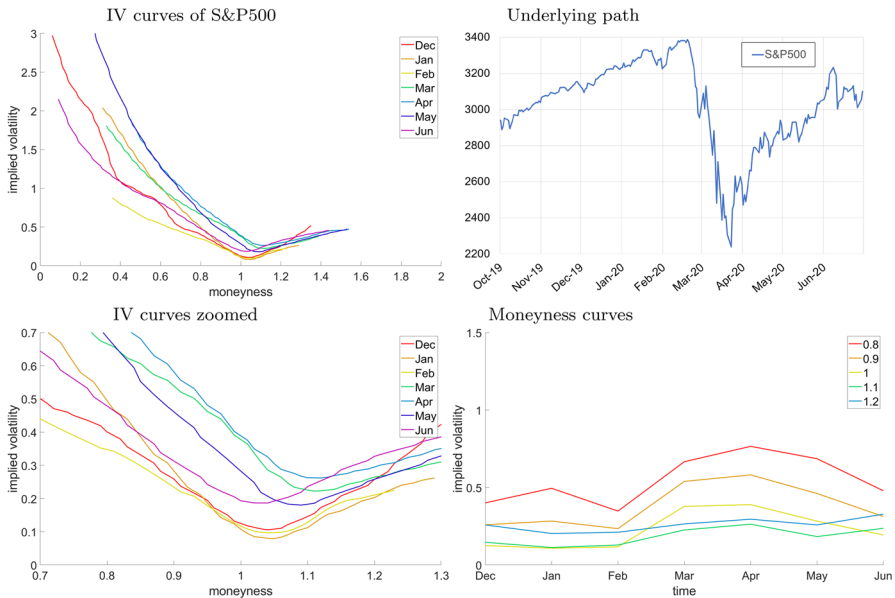 IV curves of S&P500
implied volatility
3
2.5
2
1.5
1
0.5
0
0 0.2 0.4 0.6 0.8 1 1.2 1.4 1.6 1.8 2
moneyness
Dec
Jan
Feb
Mar
Apr
May
Jun
Underlying path
3400
3200
3000
2800
2600
2400
2200
Oct-19 Nov-19 Dec-19 Jan-20 Feb-20 Mar-20 Apr-20 May-20 Jun-20
S&P500
IV curves zoomed
implied volatility
0.7
0.6
0.5
0.4
0.3
0.2
0.1
0
0.7 0.8 0.9 1 1.1 1.2 1.3
moneyness
Dec
Jan
Feb
Mar
Apr
May
Jun
Moneyness curves
implied volatility
1.5
1
0.5
0
Dec Jan Feb Mar Apr May Jun
time
0.8
0.9
1
1.1
1.2